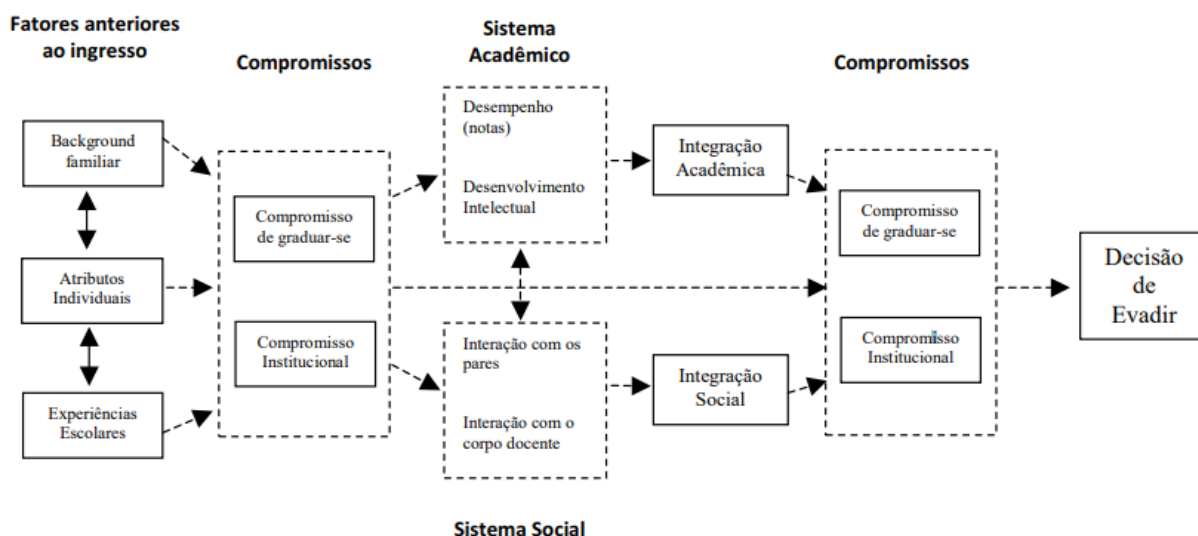 Fatores anteriores
ao ingresso
Compromissos
Sistema
Acadêmico
Compromissos
Background
familiar
Atributos
Individuais
Experiências
Escolares
Compromisso
de graduar-se
Compromisso
Institucional
Desempenho
(notas)
Desenvolvimento
Intelectual
Interação com os
pares
Interação com o
corpo docente
Integração
Acadêmica
Integração
Social
Compromisso
de graduar-se
Compromisso
Institucional
Decisão
de
Evadir
Sistema Social